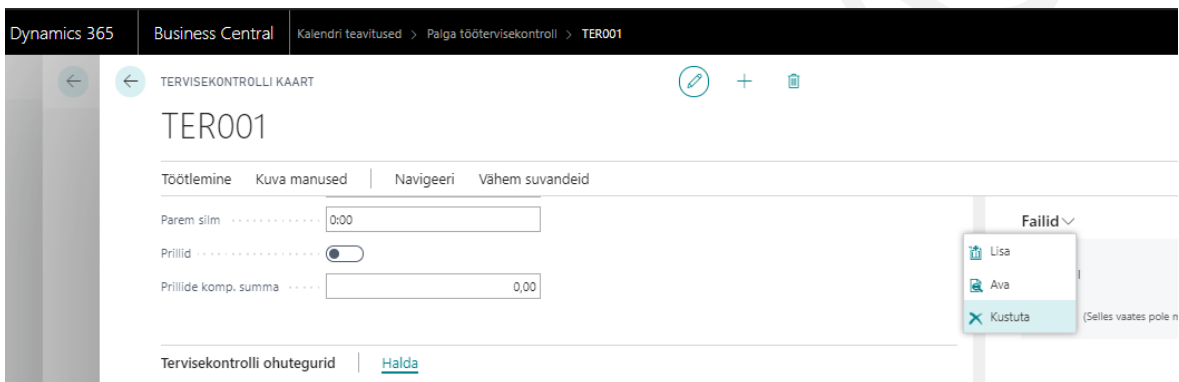 Dynamics 365 Business Central Kalendri teavitused > Palga töötervisekontroll > TER001
TERVISEKONTROLLI KAART
TER001
Töötlemine Kuva manused Navigeeri Vähem suvandeid
Parem silm 0:00
Failid
Prillid
Lisa
Prillide komp. summa 0,00
Ava
Kustuta
(Selles vaates pole
Tervisekontrolli ohutegurid Halda